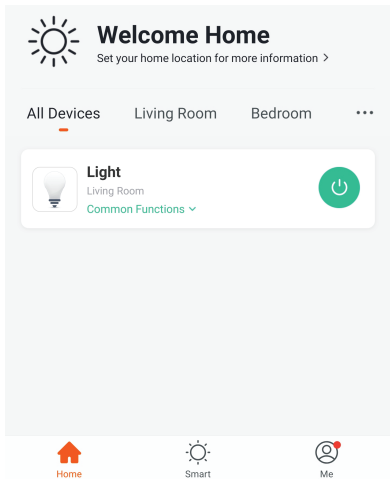 Welcome Home
Set your home location for more information >
All Devices Living Room Bedroom ...
Light
Living Room
Common Functions
Home Smart Me